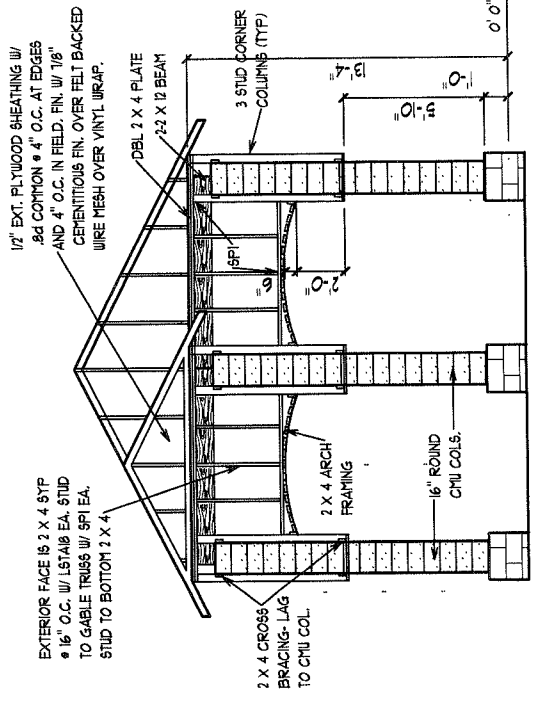 1/2" EXT. PLYWOOD SHEATHING W/
.8d COMMON @ 4" O.C. AT EDGES
AND 4" O.C. IN FIELD. FIN. W/ 7/8"
CEMENTITIOUS FIN. OVER FELT BACKED
WIRE MESH OVER VINYL WRAP.
DBL 2 X 4 PLATE
2-2 X 12 BEAM
3 STUD CORNER
COLUMNS (TYP)
EXTERIOR FACE IS 2 X 4 SYP
@ 16" O.C. W/ LSTA18 EA. STUD
TO GABLE TRUSS W/ SP1 EA.
STUD TO BOTTOM 2 X 4
SP1
6"
2'-0"
13'-4"
5'-10"
1'-0"
0' 0"
2 X 4 ARCH
FRAMING
16" ROUND
CMU COLS.
2 X 4 CROSS
BRACING- LAG
TO CMU COL.